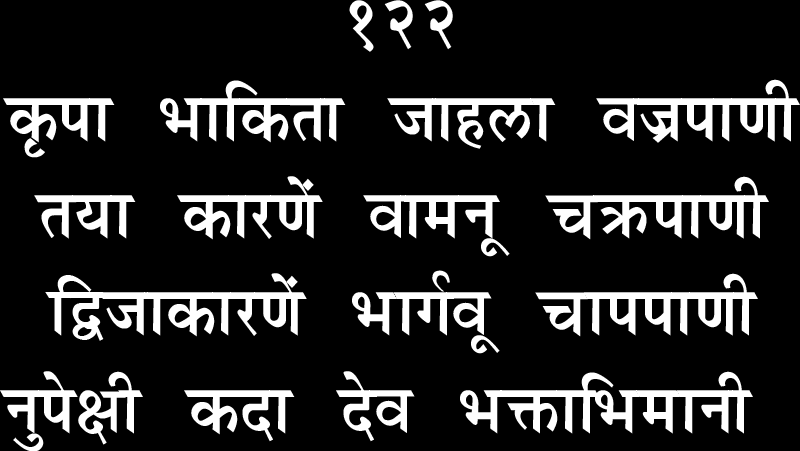 १२२
कृपा भाकिता जाहला वज्रपाणी
तया कारणें वामनू चक्रपाणी
द्विजाकारणें भार्गवू चापपाणी
नुपेक्षी कदा देव भक्ताभिमानी